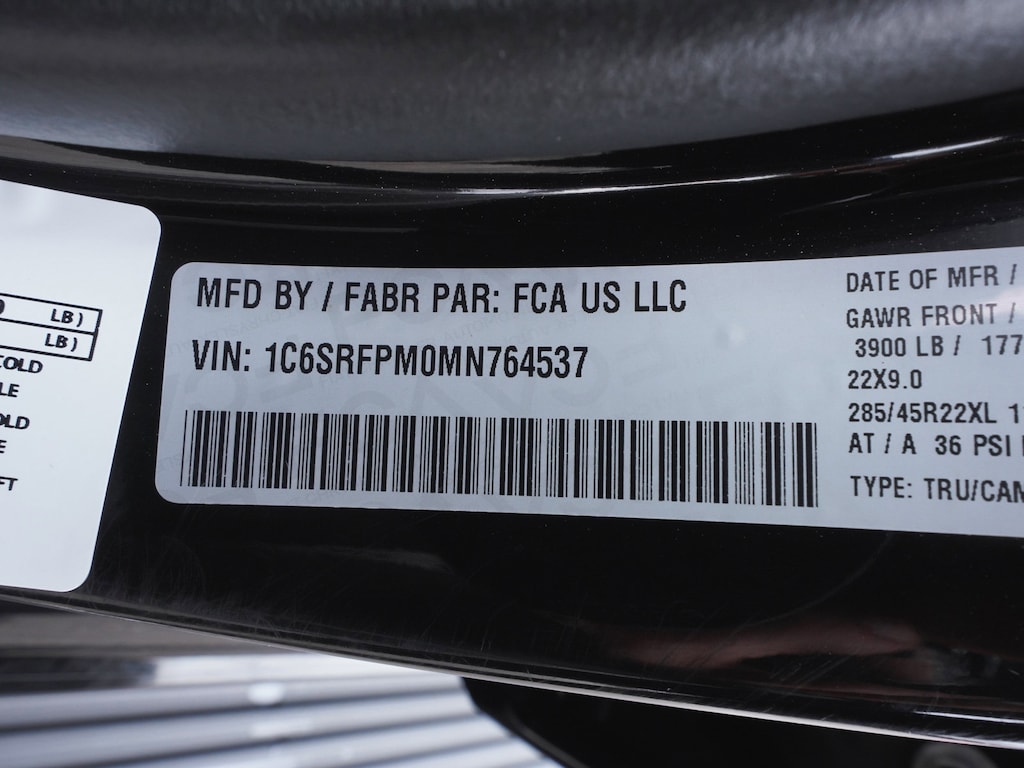 LB)
LB)
COLD
LE
OLD
E
FT
MFD BY / FABR PAR: FCA US LLC
VIN: 1C6SRFPM0MN764537
DATE OF MFR /
GAWR FRONT /
3900 LB / 177
22X9.0
285/45R22XL 1
AT / A 36 PSI
TYPE: TRU/CAM